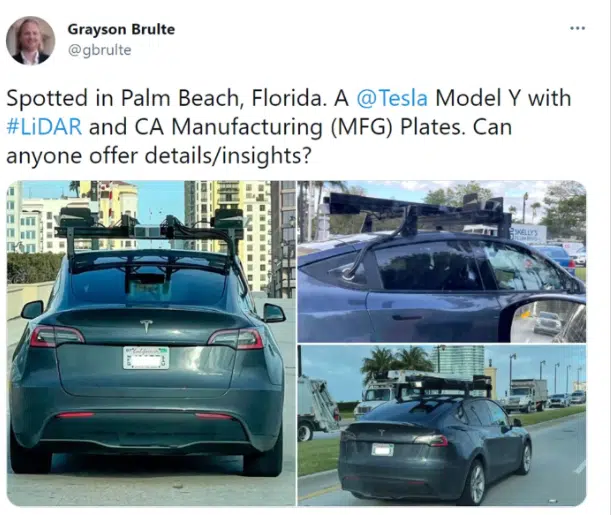 Grayson Brulte
@gbrulte
Spotted in Palm Beach, Florida. A @Tesla Model Y with
#LiDAR and CA Manufacturing (MFG) Plates. Can
anyone offer details/insights?